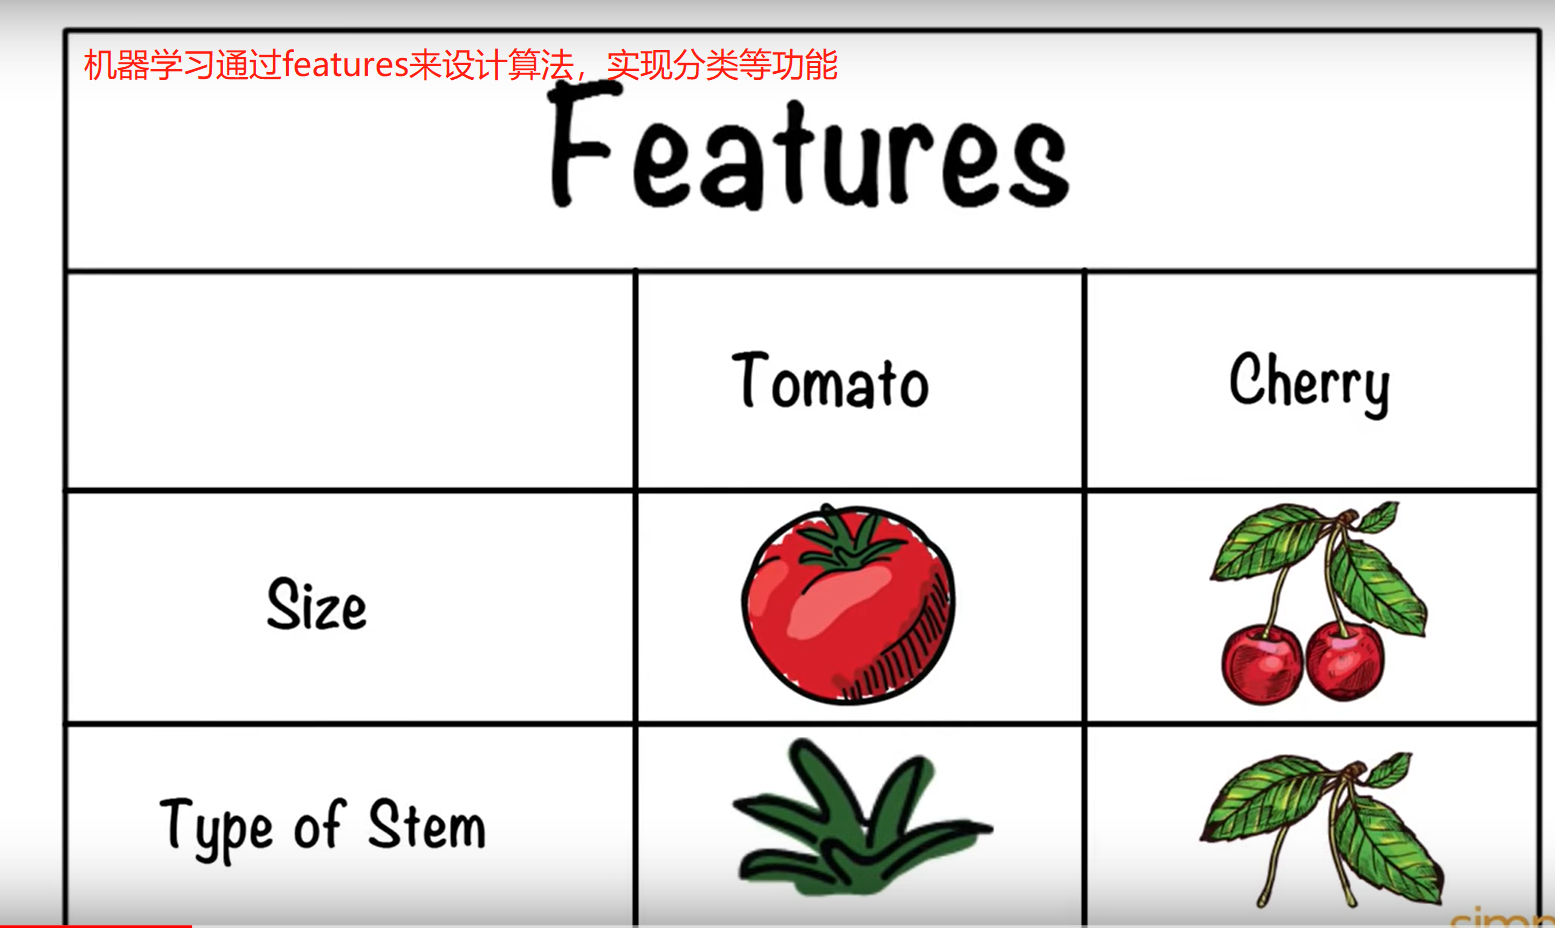 机器学习通过features来设计算法，实现分类等功能
Features
Tomato Cherry
Size
Type of Stem